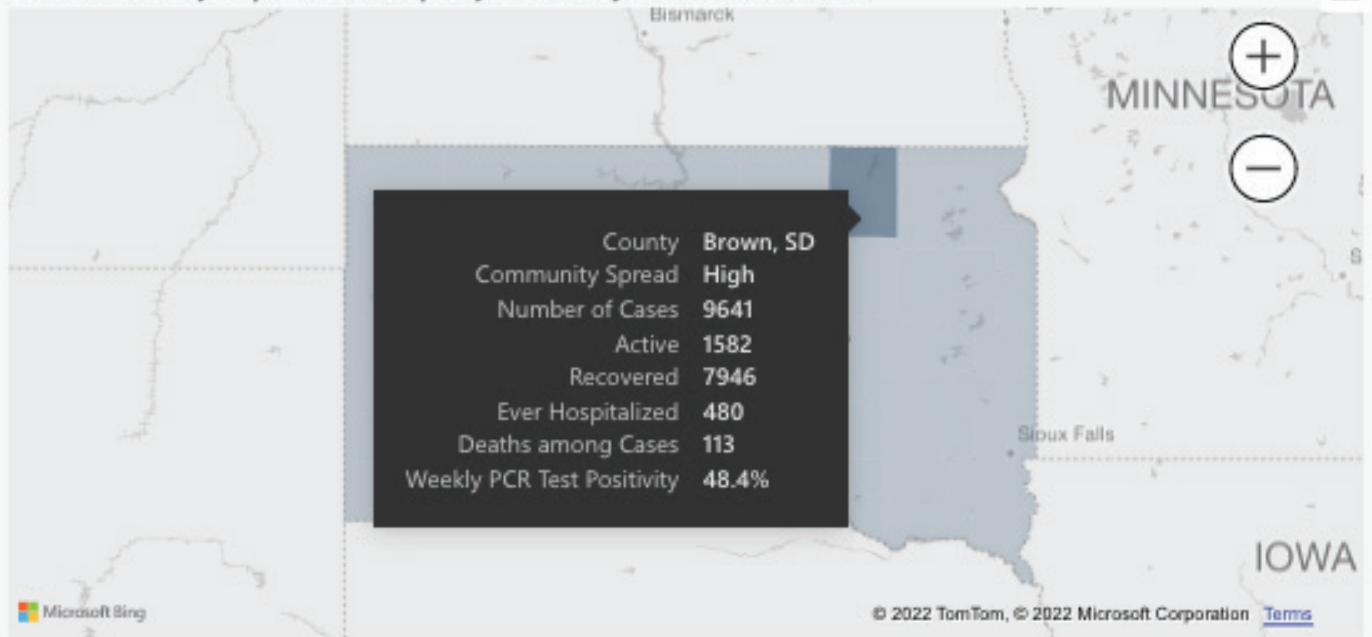 Bismarck
MINNESOTA
County Brown, SD
Community Spread High
Number of Cases 9641
Active 1582
Recovered 7946
Ever Hospitalized 480
Deaths among Cases 113
Weekly PCR Test Positivity 48.4%
Sioux Falls
IOWA
Microsoft Bing
© 2022 TomTom, © 2022 Microsoft Corporation Terms